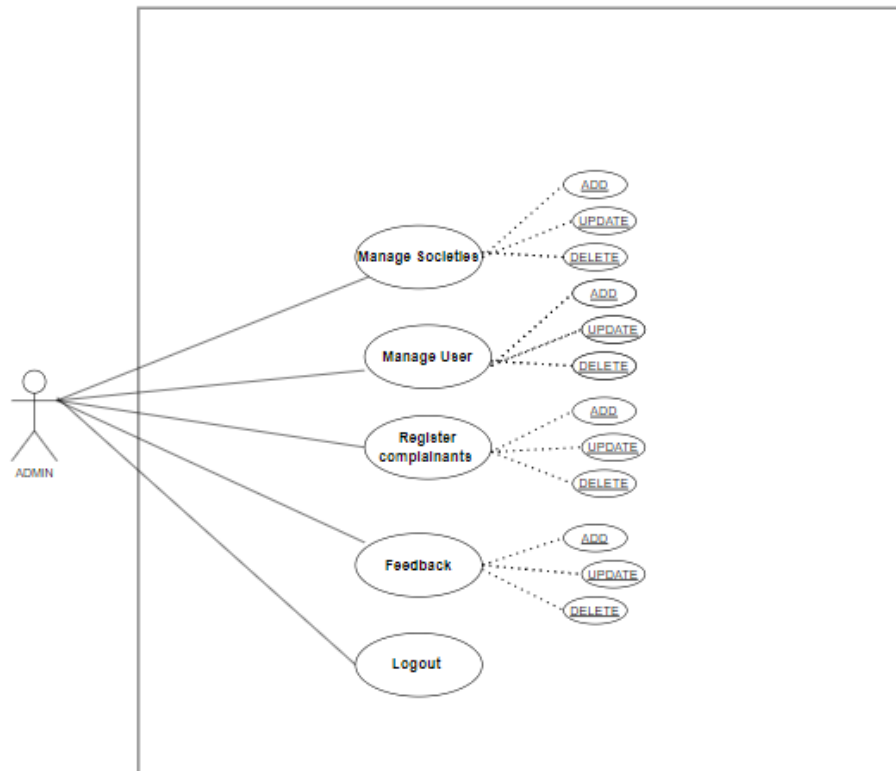 ADD
UPDATE
Manage Societies
DELETE
ADD
UPDATE
Manage User
DELETE
ADMIN
ADD
Register
complainants
UPDATE
DELETE
ADD
Feedback
UPDATE
DELETE
Logout